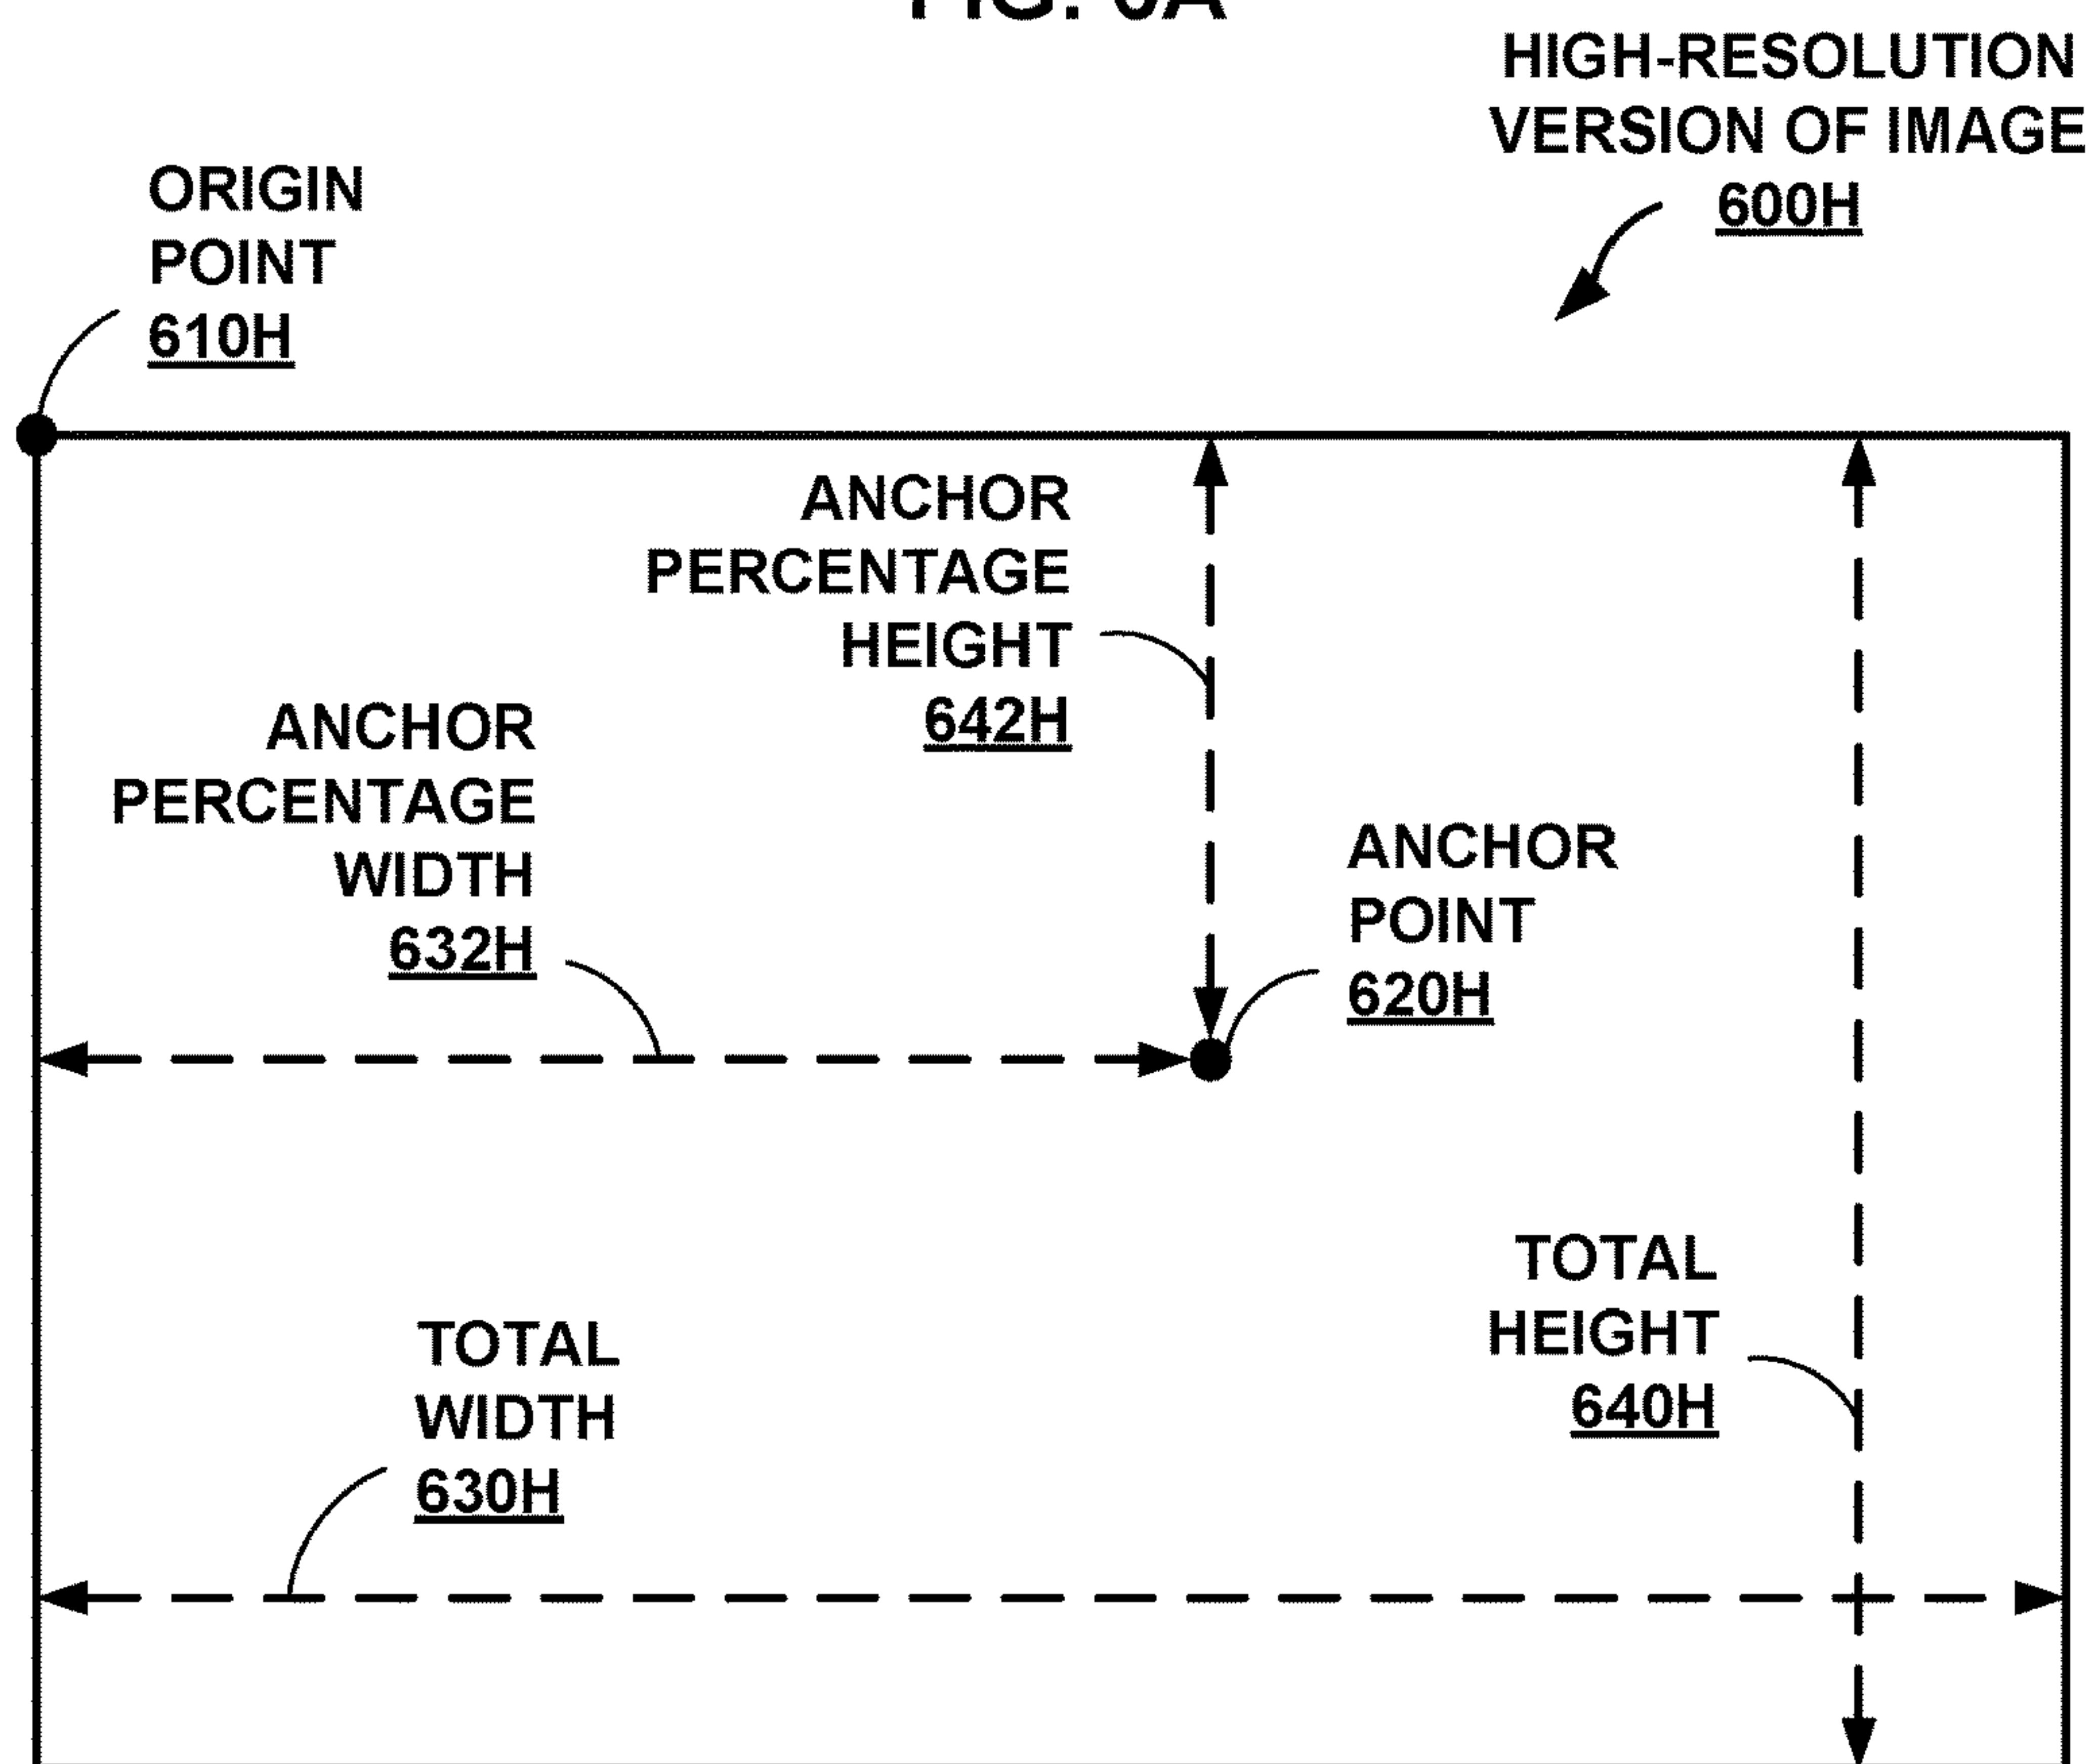 HIGH-RESOLUTION
VERSION OF IMAGE
600H
ORIGIN
POINT
610H
ANCHOR
PERCENTAGE
HEIGHT
642H
ANCHOR
PERCENTAGE
WIDTH
632H
ANCHOR
POINT
620H
TOTAL
HEIGHT
640H
TOTAL
WIDTH
630H